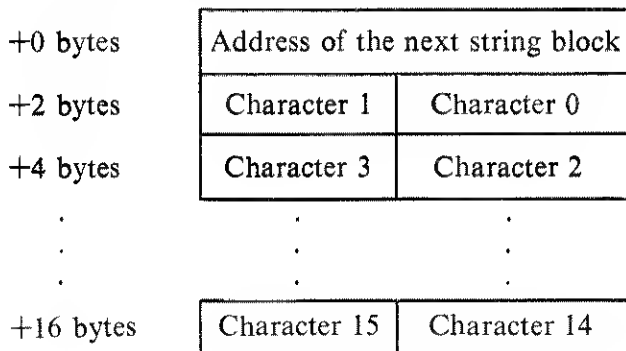 +0 bytes Address of the next string block
+2 bytes Character 1 Character 0
+4 bytes Character 3 Character 2
. . .
. . .
. . .
+16 bytes Character 15 Character 14